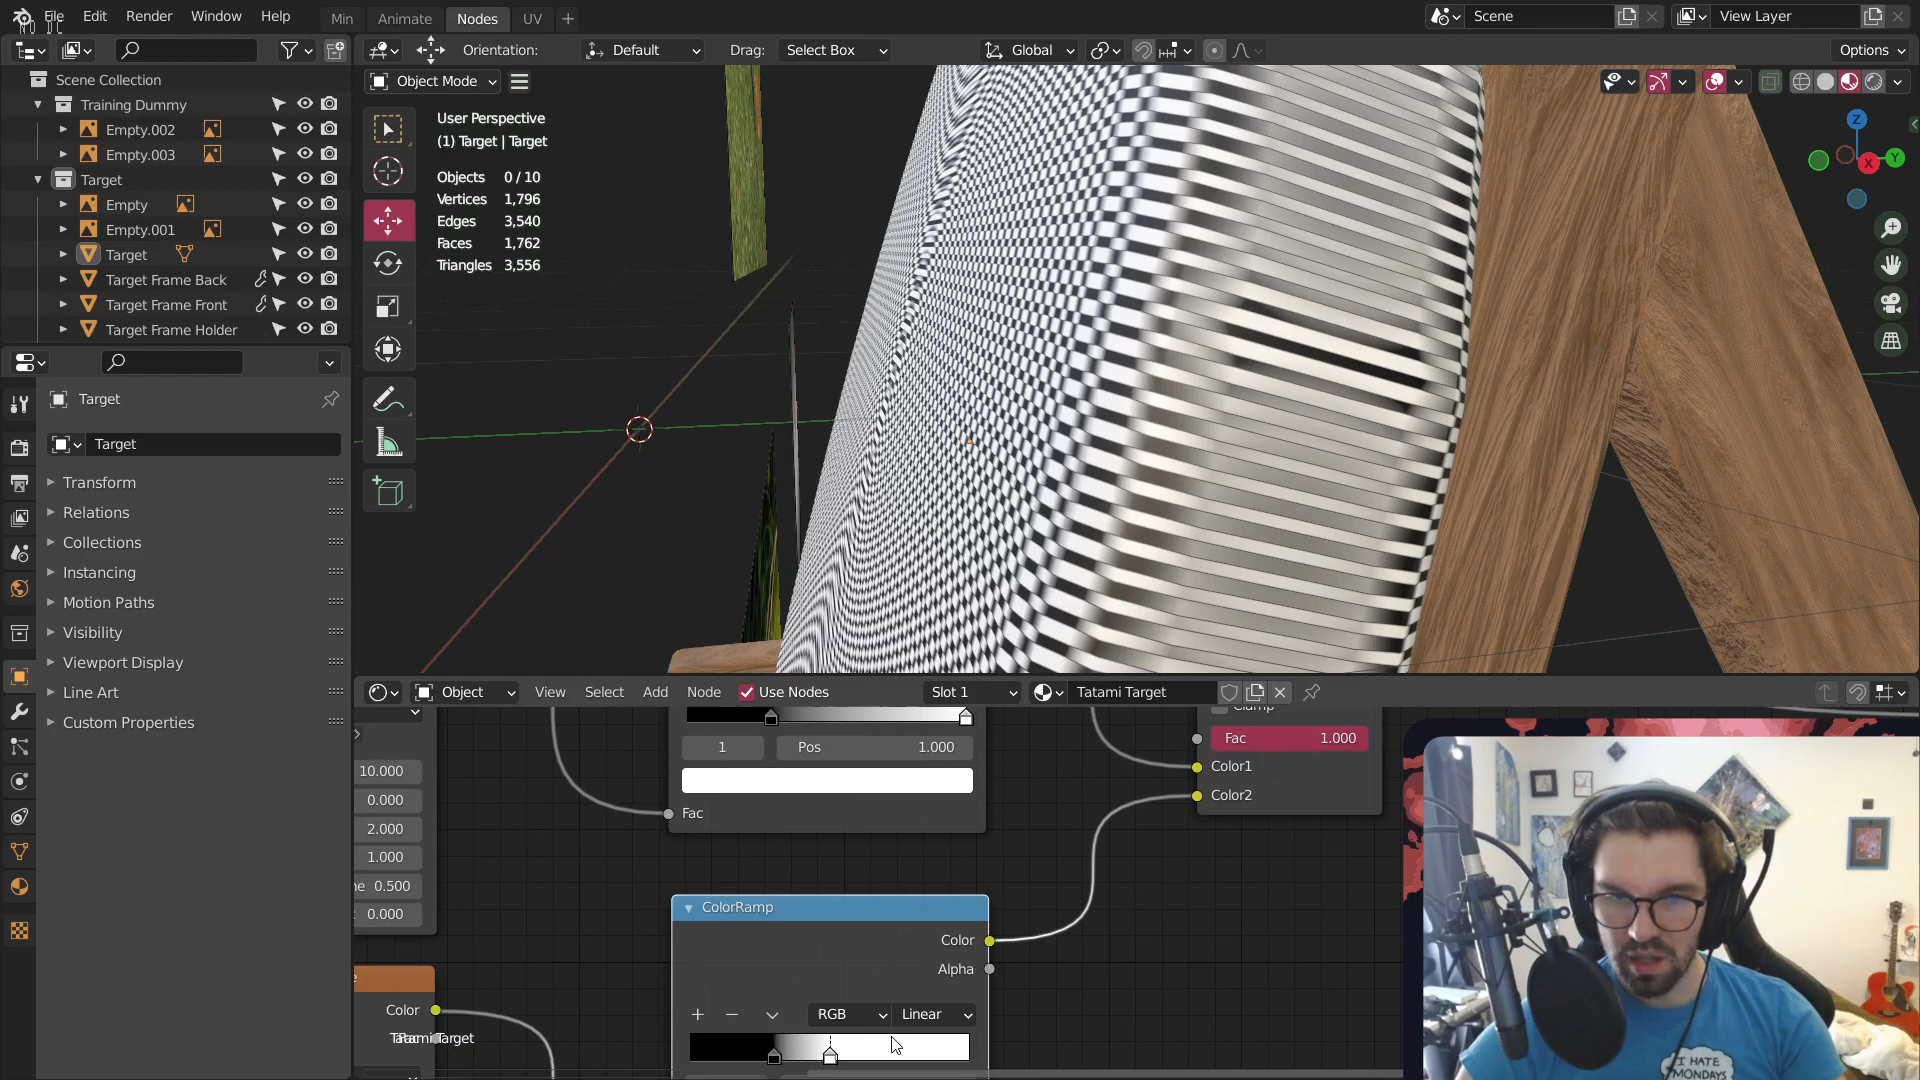 File Edit Render Window Help Min Animate Nodes UV Scene View Layer
Orientation: Default Drag: Select Box Global Options
Object Mode
Scene Collection
Training Dummy
Empty.002
Empty.003
Target
Empty
Empty.001
Target
Target Frame Back
Target Frame Front
Target Frame Holder
User Perspective
(1) Target | Target
Objects 0 / 10
Vertices 1,796
Edges 3,540
Faces 1,762
Triangles 3,556
Z
X
Y
Target
Target
Transform
Relations
Collections
Instancing
Motion Paths
Visibility
Viewport Display
Line Art
Custom Properties
Object View Select Add Node Use Nodes Slot 1 Tatami Target
1 Pos 1.000
Fac
Fac 1.000
Color1
Color2
10.000
0.000
2.000
1.000
0.500
0.000
ColorRamp
Color
Alpha
RGB Linear
Color
Tatami Target
I HATE
MONDAYS